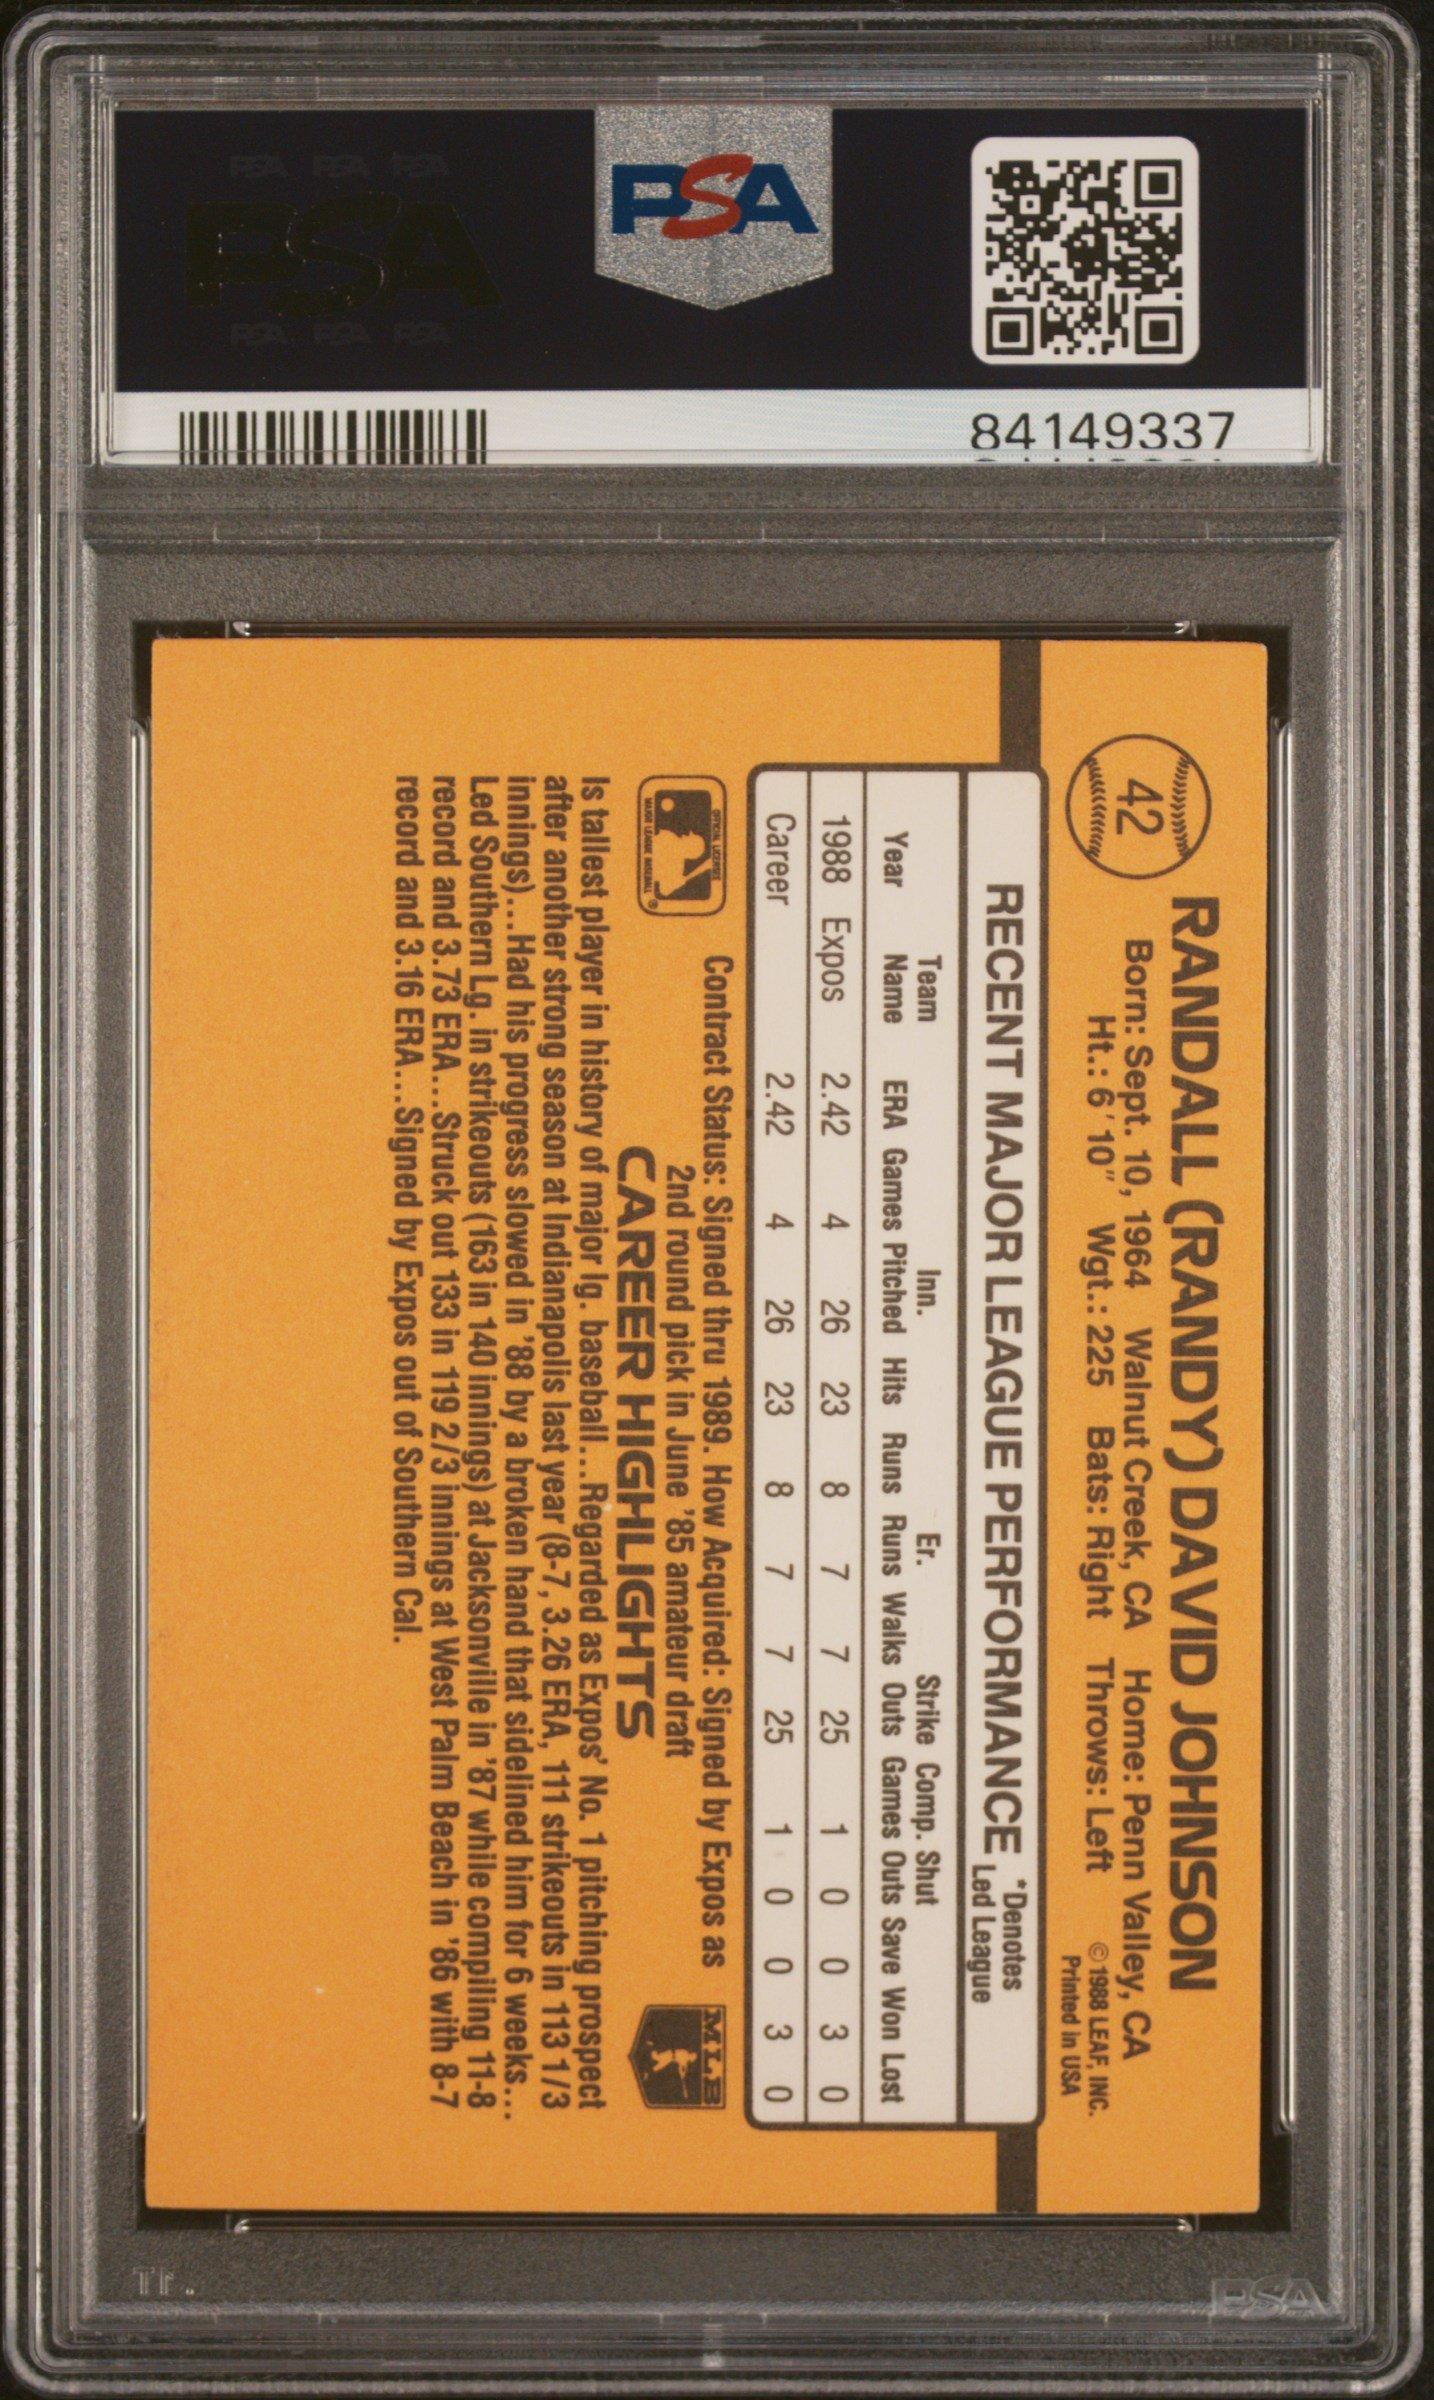 PSA PSA PSA
PSA
PSA PSA PSA
PSA
84149337
42
RANDALL (RANDY) DAVID JOHNSON
Born: Sept. 10, 1964 Walnut Creek, CA Home: Penn Valley, CA
Ht.: 6'10" Wgt.: 225 Bats: Right Throws: Left
© 1988 LEAF, INC.
Printed in USA
RECENT MAJOR LEAGUE PERFORMANCE *Denotes Led League
Team Inn. Er. Strike Comp. Shut
Year Name ERA Games Pitched Hits Runs Runs Walks Outs Games Outs Save Won Lost
1988 Expos 2.42 4 26 23 8 7 7 25 1 0 0 3 0
Career 2.42 4 26 23 8 7 7 25 1 0 0 3 0
OFFICIAL LICENSEE
MAJOR LEAGUE BASEBALL ®
Contract Status: Signed thru 1989. How Acquired: Signed by Expos as
2nd round pick in June '85 amateur draft
MLB
CAREER HIGHLIGHTS
Is tallest player in history of major lg. baseball...Regarded as Expos' No. 1 pitching prospect
after another strong season at Indianapolis last year (8-7, 3.26 ERA, 111 strikeouts in 113 1/3
innings)...Had his progress slowed in '88 by a broken hand that sidelined him for 6 weeks...
Led Southern Lg. in strikeouts (163 in 140 innings) at Jacksonville in '87 while compiling 11-8
record and 3.73 ERA...Struck out 133 in 119 2/3 innings at West Palm Beach in '86 with 8-7
record and 3.16 ERA...Signed by Expos out of Southern Cal.
PSA